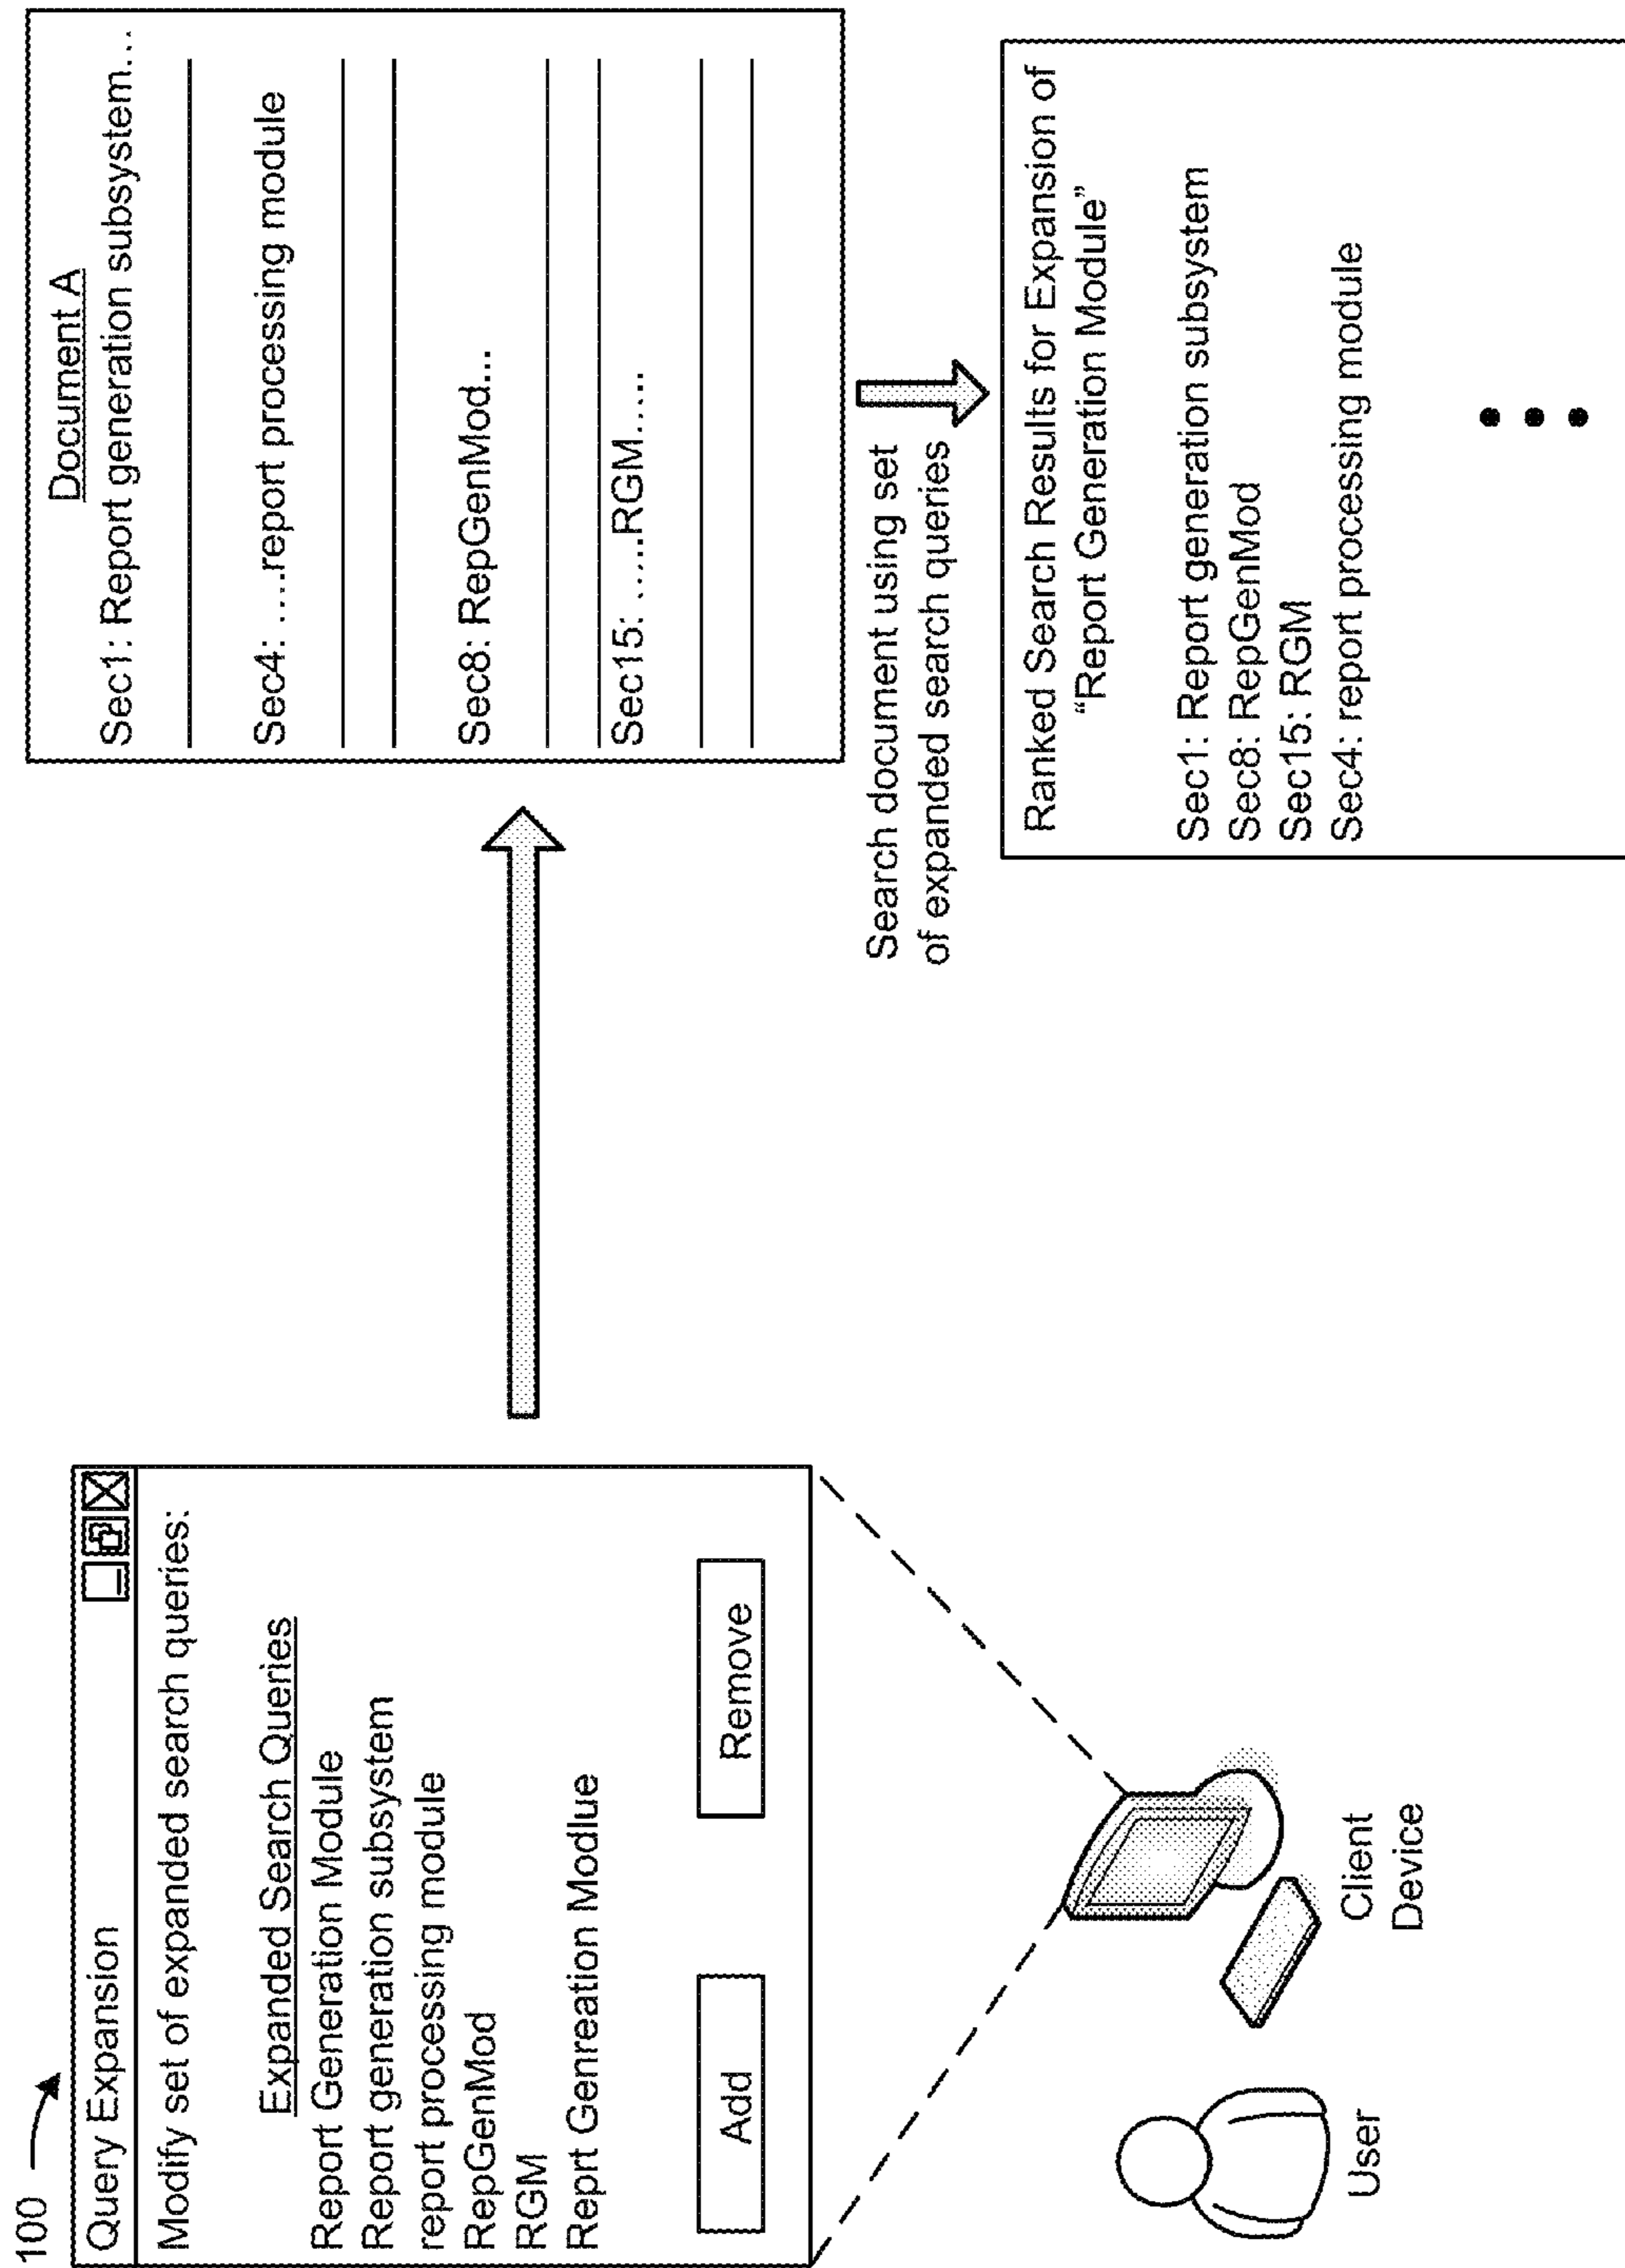 100
Query Expansion
Modify set of expanded search queries:
Expanded Search Queries
Report Generation Module
Report generation subsystem
report processing module
RepGenMod
RGM
Reprt Genreation Modlue
Add
Remove
User
Client
Device
Document A
Sec1: Report generation subsystem...
Sec4: ....report processing module
Sec8: RepGenMod...
Sec15: .....RGM.....
Search document using set
of expanded search queries
Ranked Search Results for Expansion of
“Report Generation Module”
Sec1: Report generation subsystem
Sec8: RepGenMod
Sec15: RGM
Sec4: report processing module